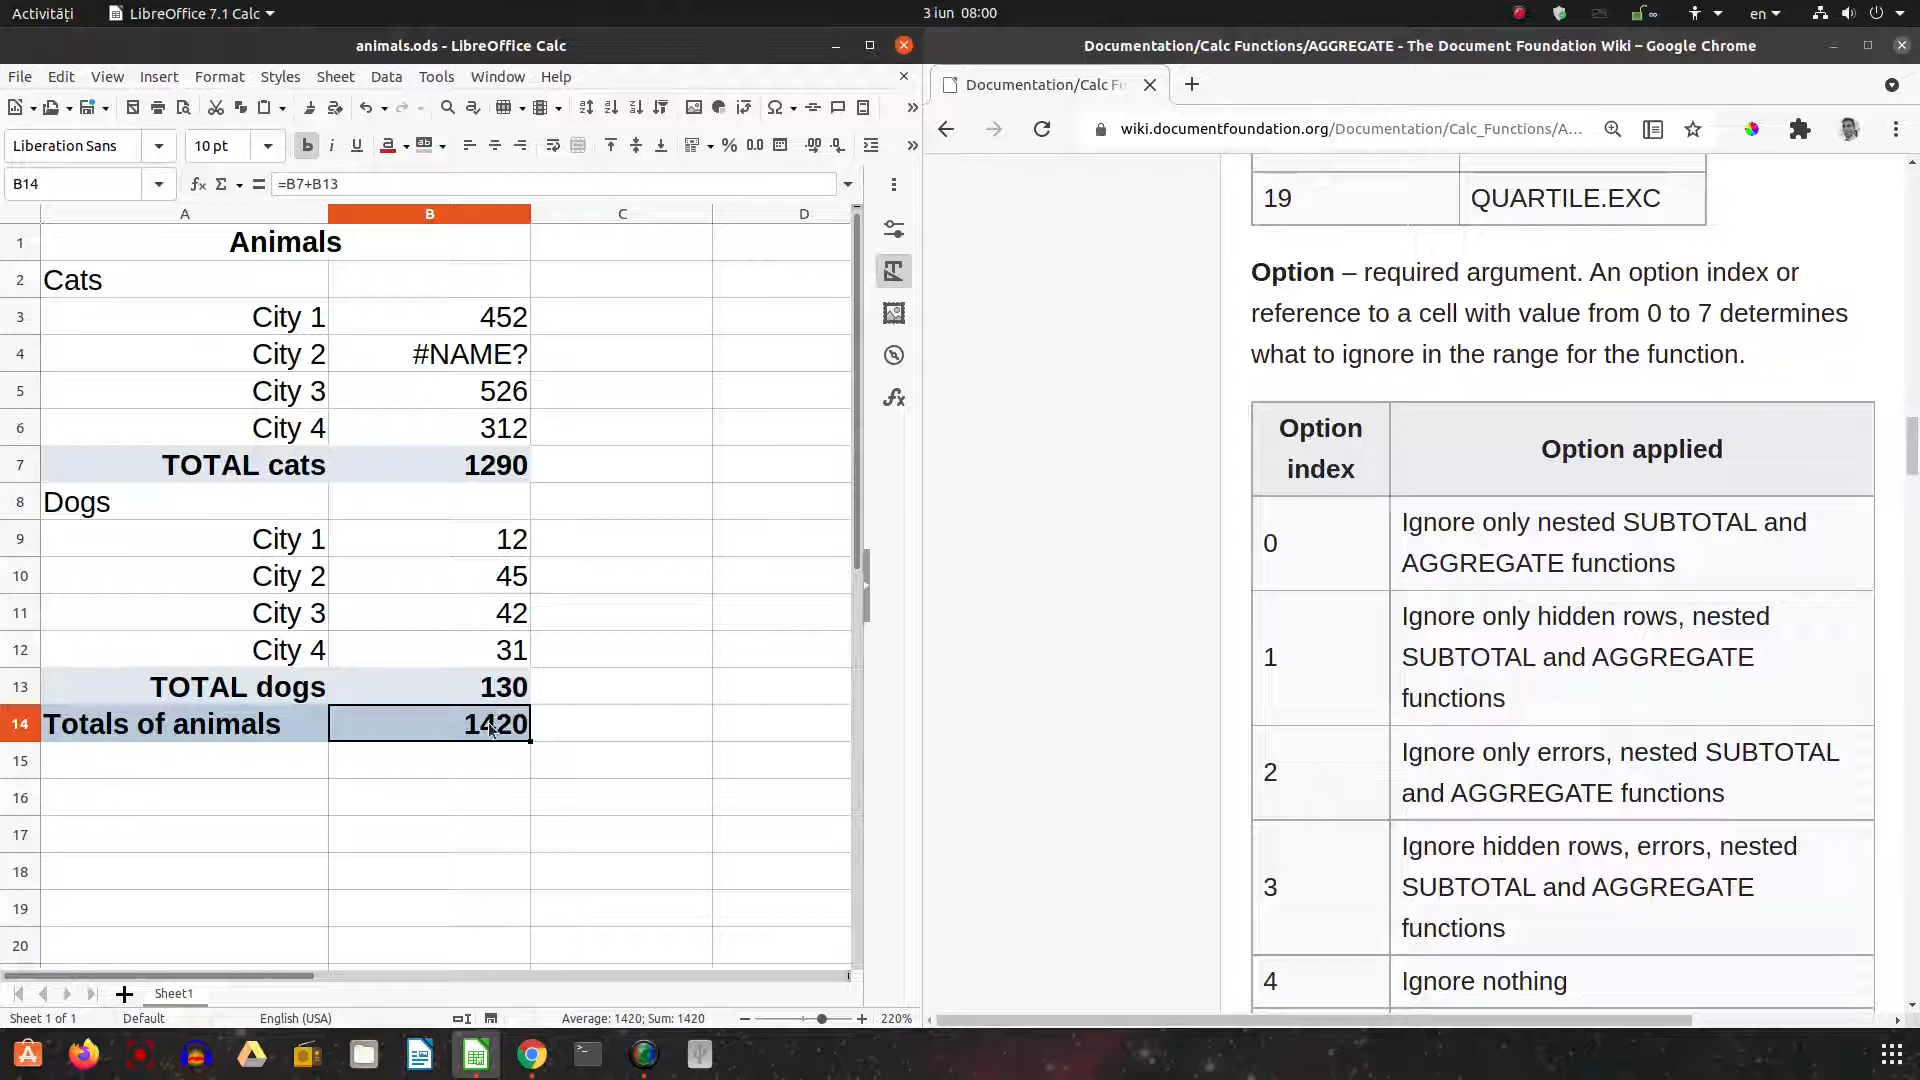 Activități
LibreOffice 7.1 Calc
3 iun 08:00
en
animals.ods - LibreOffice Calc
File Edit View Insert Format Styles Sheet Data Tools Window Help
Liberation Sans
10 pt
B14
=B7+B13
A B C D
1 Animals
2 Cats
3 City 1 452
4 City 2 #NAME?
5 City 3 526
6 City 4 312
7 TOTAL cats 1290
8 Dogs
9 City 1 12
10 City 2 45
11 City 3 42
12 City 4 31
13 TOTAL dogs 130
14 Totals of animals 1420
15
16
17
18
19
20
Sheet1
Sheet 1 of 1 Default English (USA) Average: 1420; Sum: 1420 220%
Documentation/Calc Functions/AGGREGATE - The Document Foundation Wiki – Google Chrome
Documentation/Calc Fu
wiki.documentfoundation.org/Documentation/Calc_Functions/A...
19 QUARTILE.EXC
Option – required argument. An option index or
reference to a cell with value from 0 to 7 determines
what to ignore in the range for the function.
Option
index
Option applied
0
Ignore only nested SUBTOTAL and
AGGREGATE functions
1
Ignore only hidden rows, nested
SUBTOTAL and AGGREGATE
functions
2
Ignore only errors, nested SUBTOTAL
and AGGREGATE functions
3
Ignore hidden rows, errors, nested
SUBTOTAL and AGGREGATE
functions
4
Ignore nothing